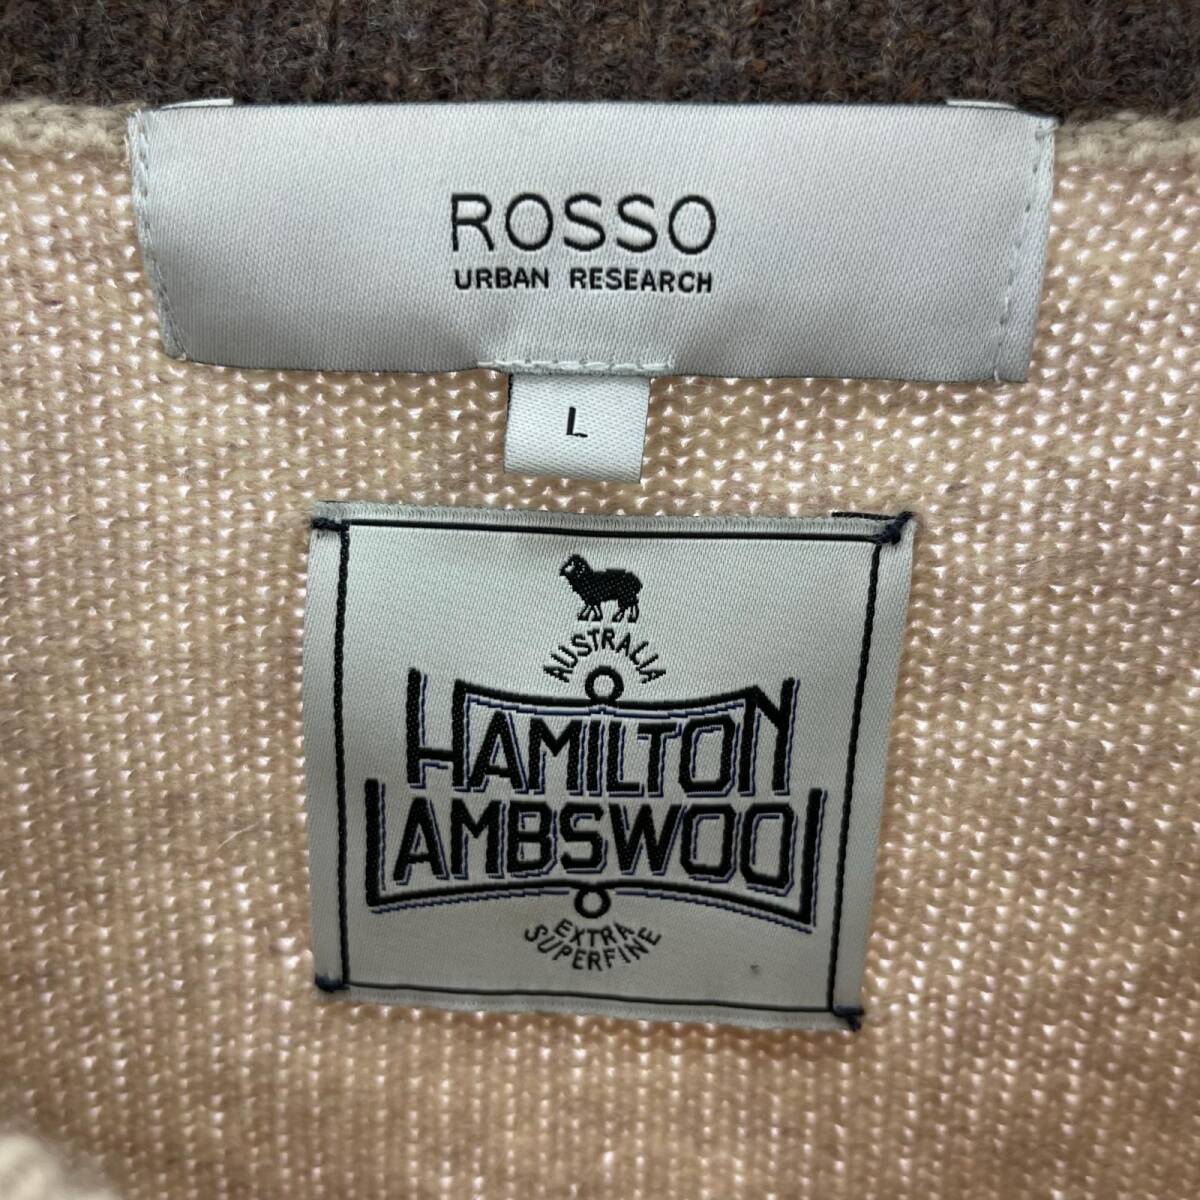 ROSSO
URBAN RESEARCH
L
AUSTRALIA
HAMILTON
LAMBSWOOL
EXTRA
SUPERFINE